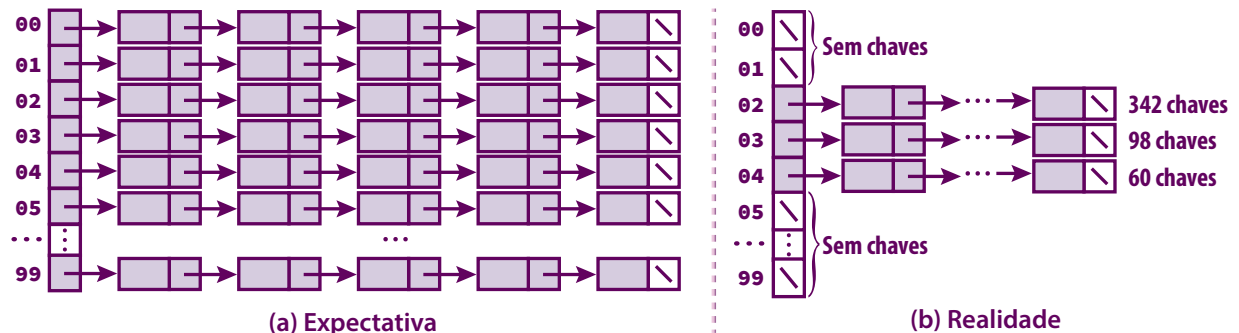 00
01
02
03
04
05
...
99
...
(a) Expectativa
00
01
02
03
04
05
...
99
Sem chaves
... 342 chaves
... 98 chaves
... 60 chaves
Sem chaves
(b) Realidade